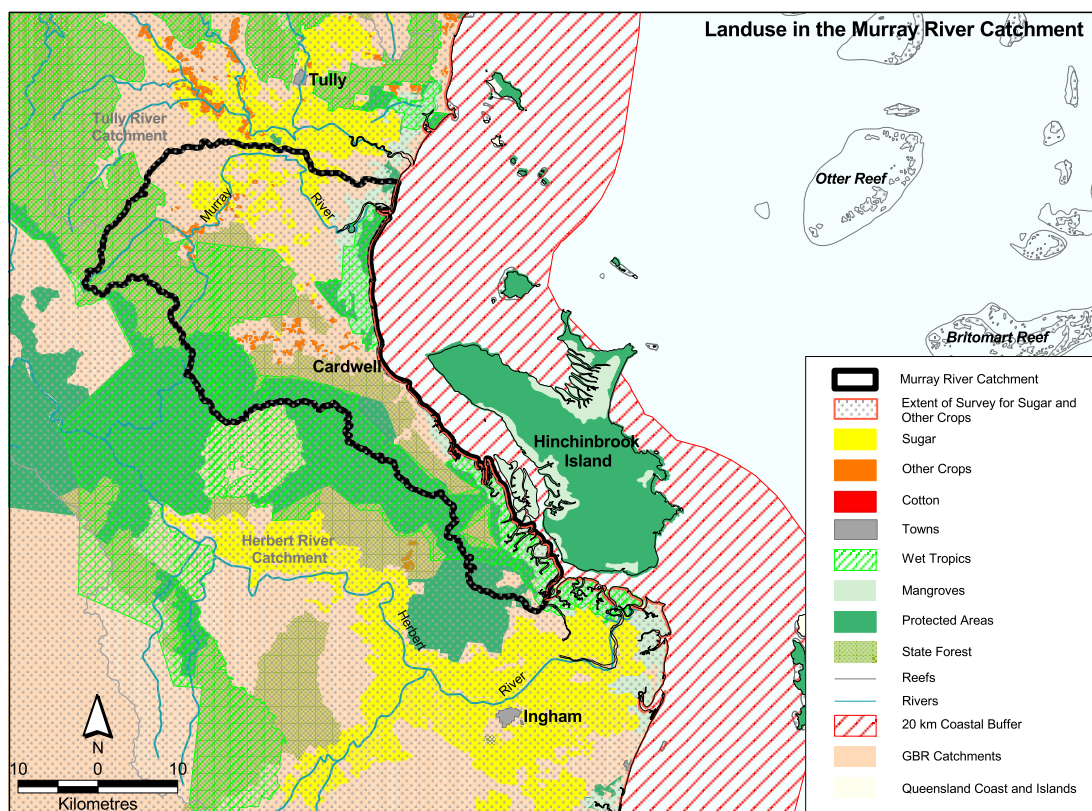 Landuse in the Murray River Catchment
Tully
Tully River
Catchment
Murray
River
Otter Reef
Britomart Reef
Cardwell
Hinchinbrook
Island
Herbert River
Catchment
Herbert
River
Ingham
N
10 0 10
Kilometres
Murray River Catchment
Extent of Survey for Sugar and
Other Crops
Sugar
Other Crops
Cotton
Towns
Wet Tropics
Mangroves
Protected Areas
State Forest
Reefs
Rivers
20 km Coastal Buffer
GBR Catchments
Queensland Coast and Islands